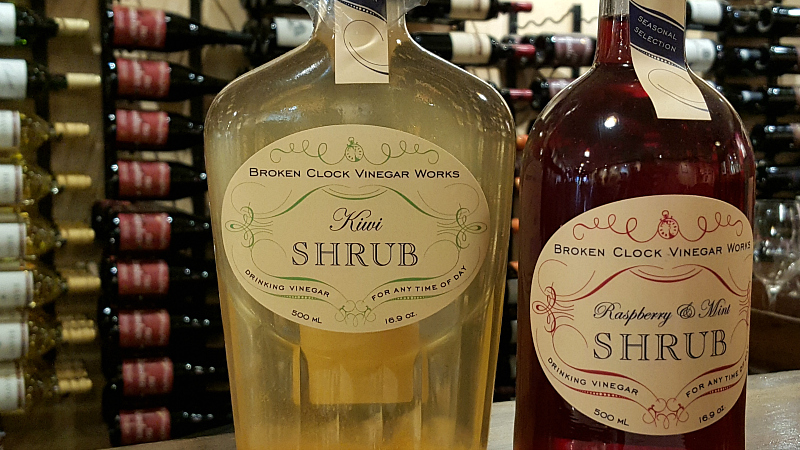 BROKEN CLOCK VINEGAR WORKS
Kiwi
SHRUB
DRINKING VINEGAR
FOR ANY TIME OF DAY
500 ML
16.9 OZ.
SEASONAL
SELECTION
BROKEN CLOCK VINEGAR WORKS
Raspberry & Mint
SHRUB
DRINKING VINEGAR
FOR ANY TIME OF DAY
500 ML
16.9 OZ.